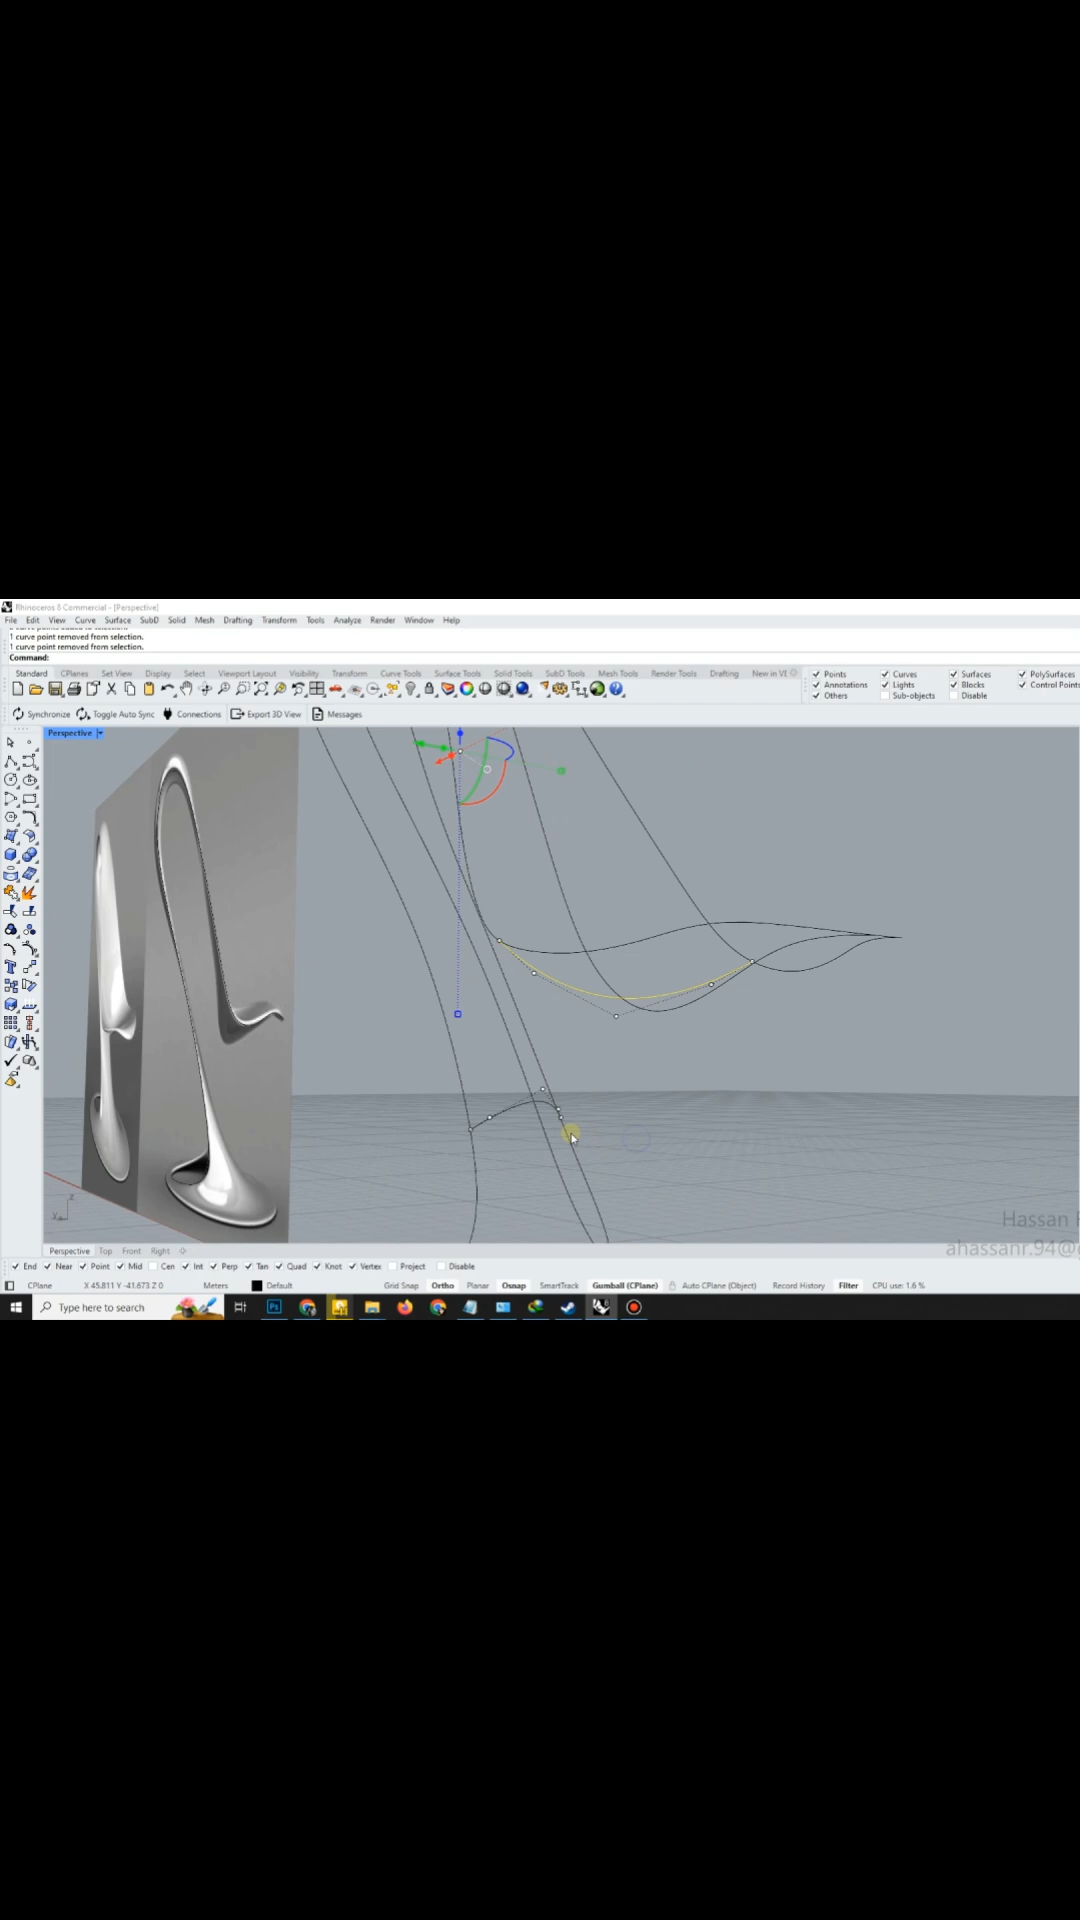 Rhinoceros 8 Commercial - [Perspective]
File Edit View Curve Surface SubD Solid Mesh Drafting Transform Tools Analyze Render Window Help
1 curve point removed from selection.
1 curve point removed from selection.
Command:
Standard CPlanes Set View Display Select Viewport Layout Visibility Transform Curve Tools Surface Tools Solid Tools SubD Tools Mesh Tools Render Tools Drafting New in V
Points Curves Surfaces PolySurfaces
Annotations Lights Blocks Control Points
Others Sub-objects Disable
Synchronize Toggle Auto Sync Connections Export 3D View Messages
Perspective
z
Hassan
ahassanr.94@
Perspective Top Front Right
End Near Point Mid Cen Int Perp Tan Quad Knot Vertex Project Disable
CPlane X 45.811 Y -41.673 Z 0 Meters Default Grid Snap Ortho Planar Osnap SmartTrack Gumball (CPlane) Auto CPlane (Object) Record History Filter CPU use: 1.6 %
Type here to search
Ps